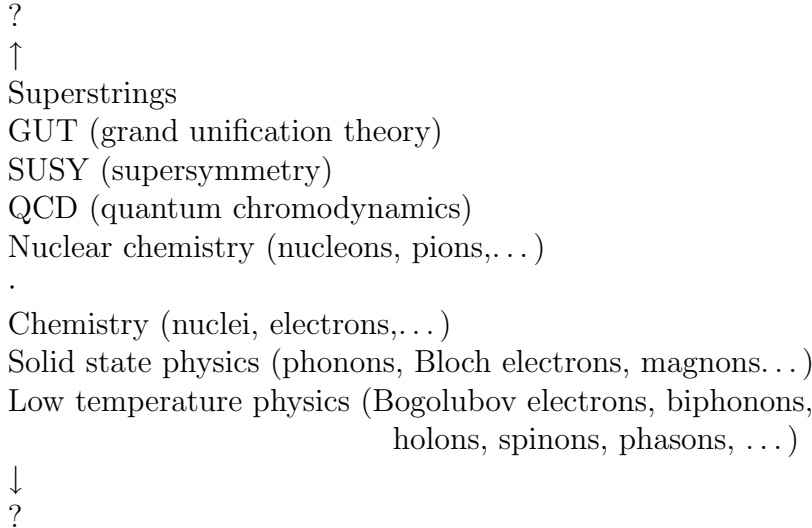 ?
↑
Superstrings
GUT (grand unification theory)
SUSY (supersymmetry)
QCD (quantum chromodynamics)
Nuclear chemistry (nucleons, pions,...)
.
Chemistry (nuclei, electrons,...)
Solid state physics (phonons, Bloch electrons, magnons...)
Low temperature physics (Bogolubov electrons, biphonons,
holons, spinons, phasons, ...)
↓
?